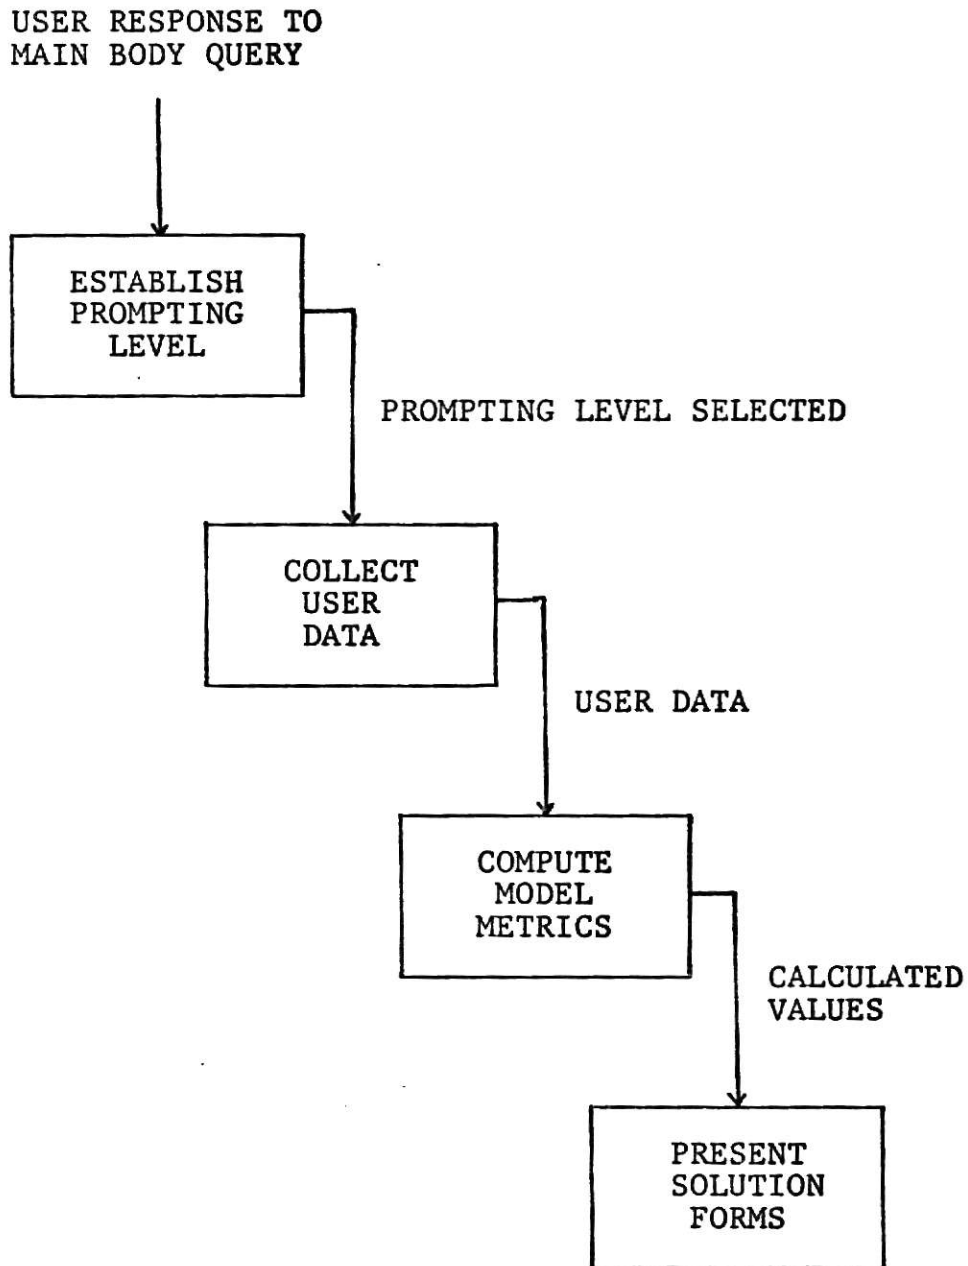 USER RESPONSE TO
MAIN BODY QUERY
ESTABLISH
PROMPTING
LEVEL
PROMPTING LEVEL SELECTED
COLLECT
USER
DATA
USER DATA
COMPUTE
MODEL
METRICS
CALCULATED
VALUES
PRESENT
SOLUTION
FORMS